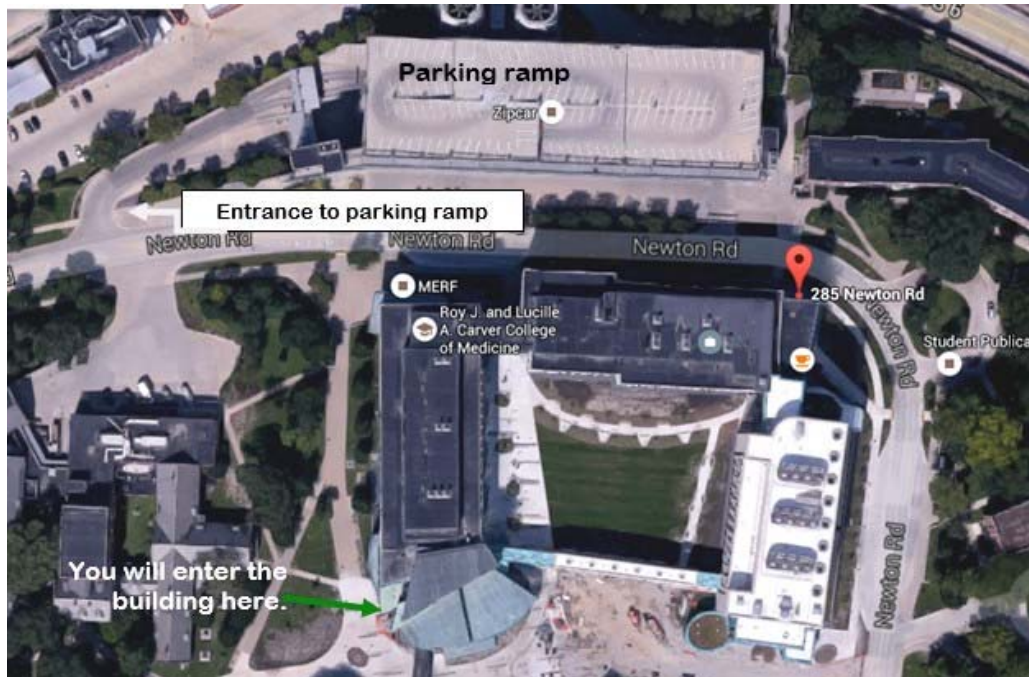 Parking ramp
Zipcar
Entrance to parking ramp
Newton Rd
Newton Rd
Newton Rd
MERF
285 Newton Rd
Roy J. and Lucille
A. Carver College
of Medicine
Newton Rd
Student Publica
Newton Rd
You will enter the
building here.